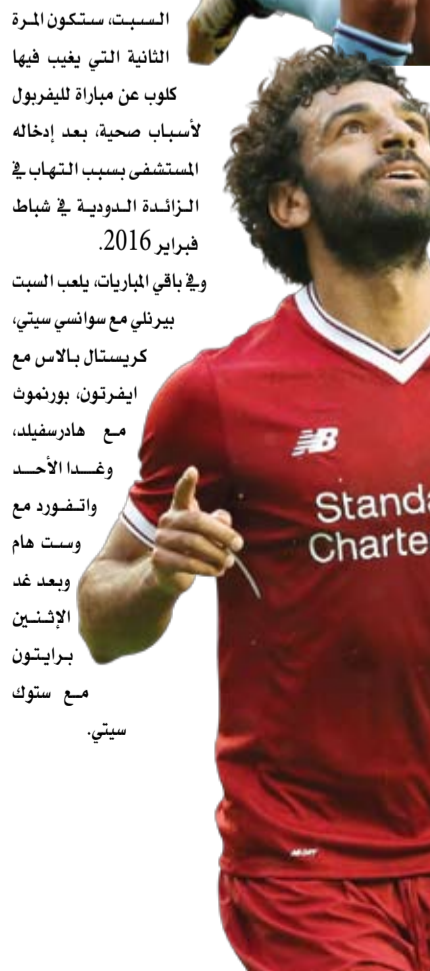 السبت، ستكون المرة
الثانية التي يغيب فيها
كلوب عن مباراة لليفربول
لأسباب صحية، بعد إدخاله
المستشفى بسبب التهاب في
الزائدة الدودية في شباط
فبراير 2016.
وفي باقي المباريات، يلعب السبت
بيرنلي مع سوانسي سيتي،
كريستال بالاس مع
ايفرتون، بورنموث
مع هادرسفيلد،
وغدا الأحد
واتفورد مع
وست هام
وبعد غد
الإثنين
برايتون
مع ستوك
سيتي.
NB
Standa
Charte